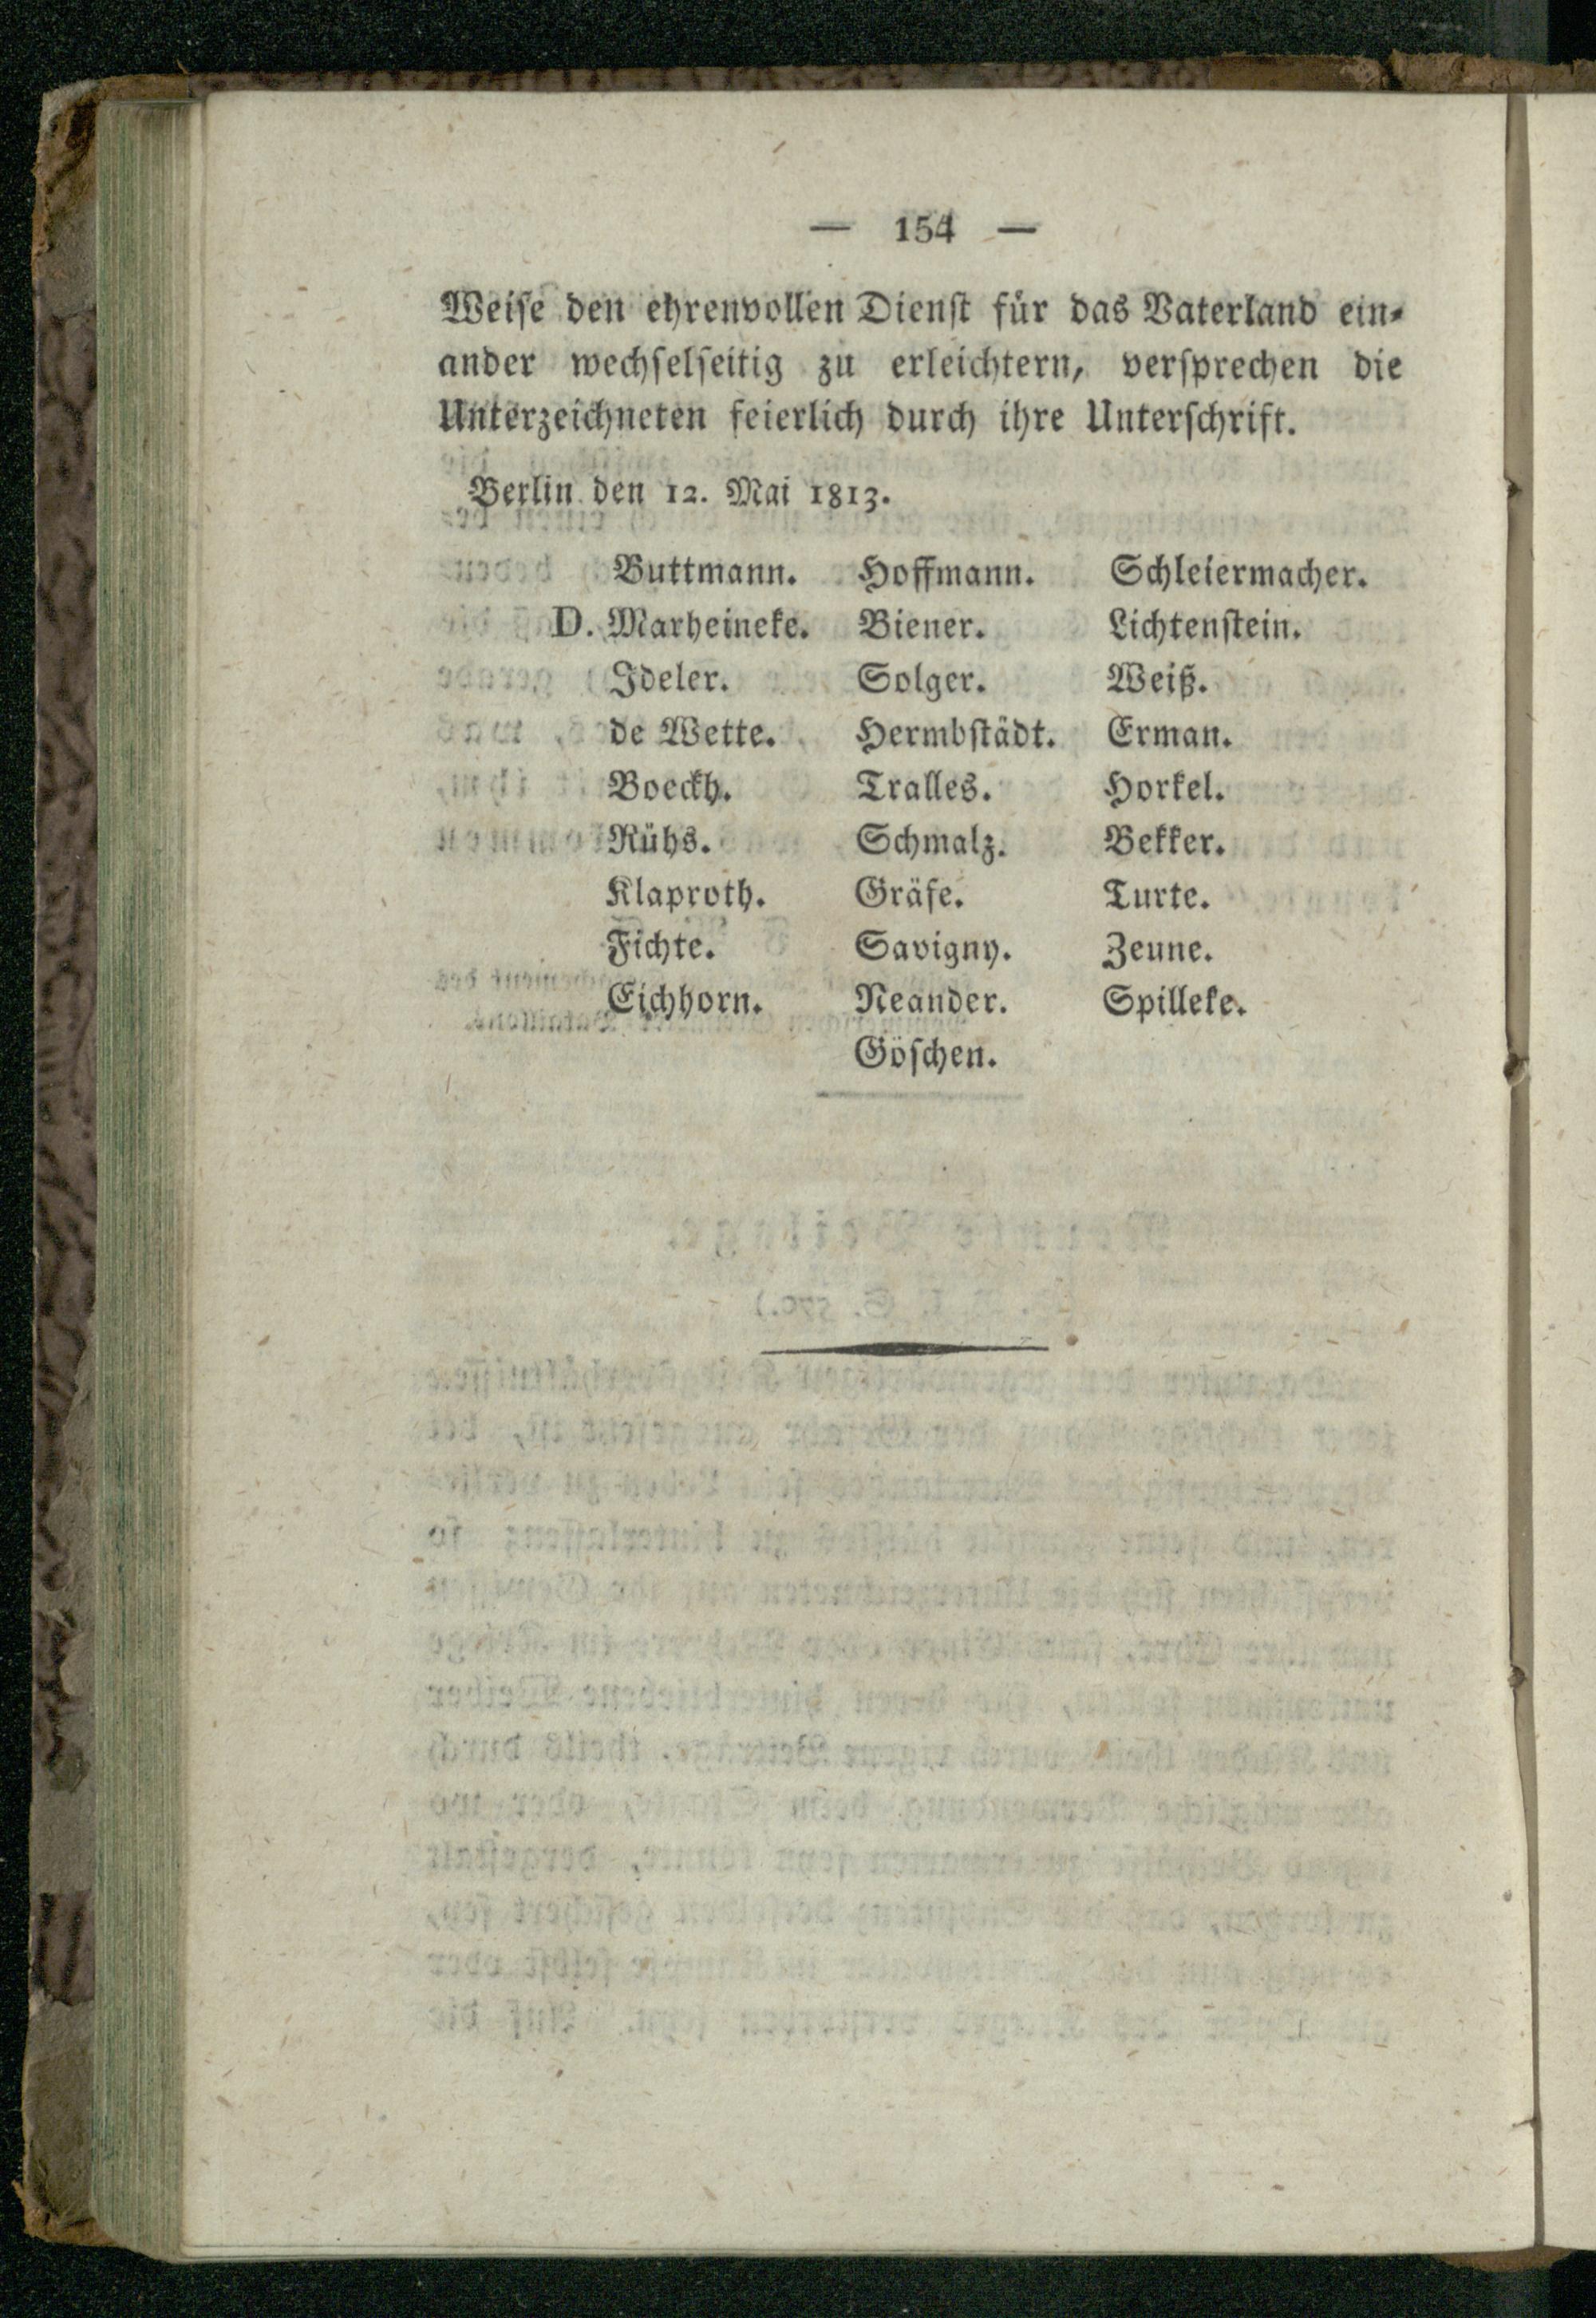 — 154 —
Weise den ehrenvollen Dienst für das Vaterland ein-
ander wechselseitig zu erleichtern, versprechen die
Unterzeichneten feierlich durch ihre Unterschrift.
Berlin den 12. Mai 1813.
Buttmann. Hoffmann. Schleiermacher.
D. Marheineke. Biener. Lichtenstein.
Ideler. Solger. Weiß.
de Wette. Hermbstädt. Erman.
Boeckh. Tralles. Horkel.
Rühs. Schmalz. Bekker.
Klaproth. Gräfe. Turte.
Fichte. Savigny. Zeune.
Eichhorn. Neander. Spilleke.
Göschen.